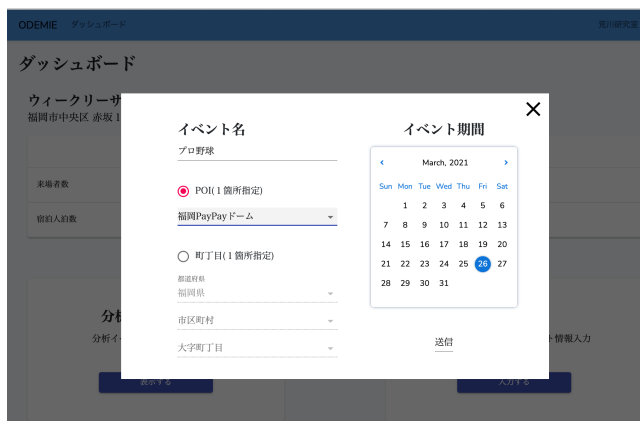 ODEMIE ダッシュボード 荒川研究室
ダッシュボード
ウィークリーサ
福岡市中央区 赤坂 1
来場者数
宿泊人泊数
イベント名
プロ野球
POI(1箇所指定)
福岡PayPayドーム
町丁目(1箇所指定)
都道府県
福岡県
市区町村
大字町丁目
イベント期間
March, 2021
Sun Mon Tue Wed Thu Fri Sat
1 2 3 4 5 6
7 8 9 10 11 12 13
14 15 16 17 18 19 20
21 22 23 24 25 26 27
28 29 30 31
送信
分析
分析イ
表示する
ト情報入力
入力する